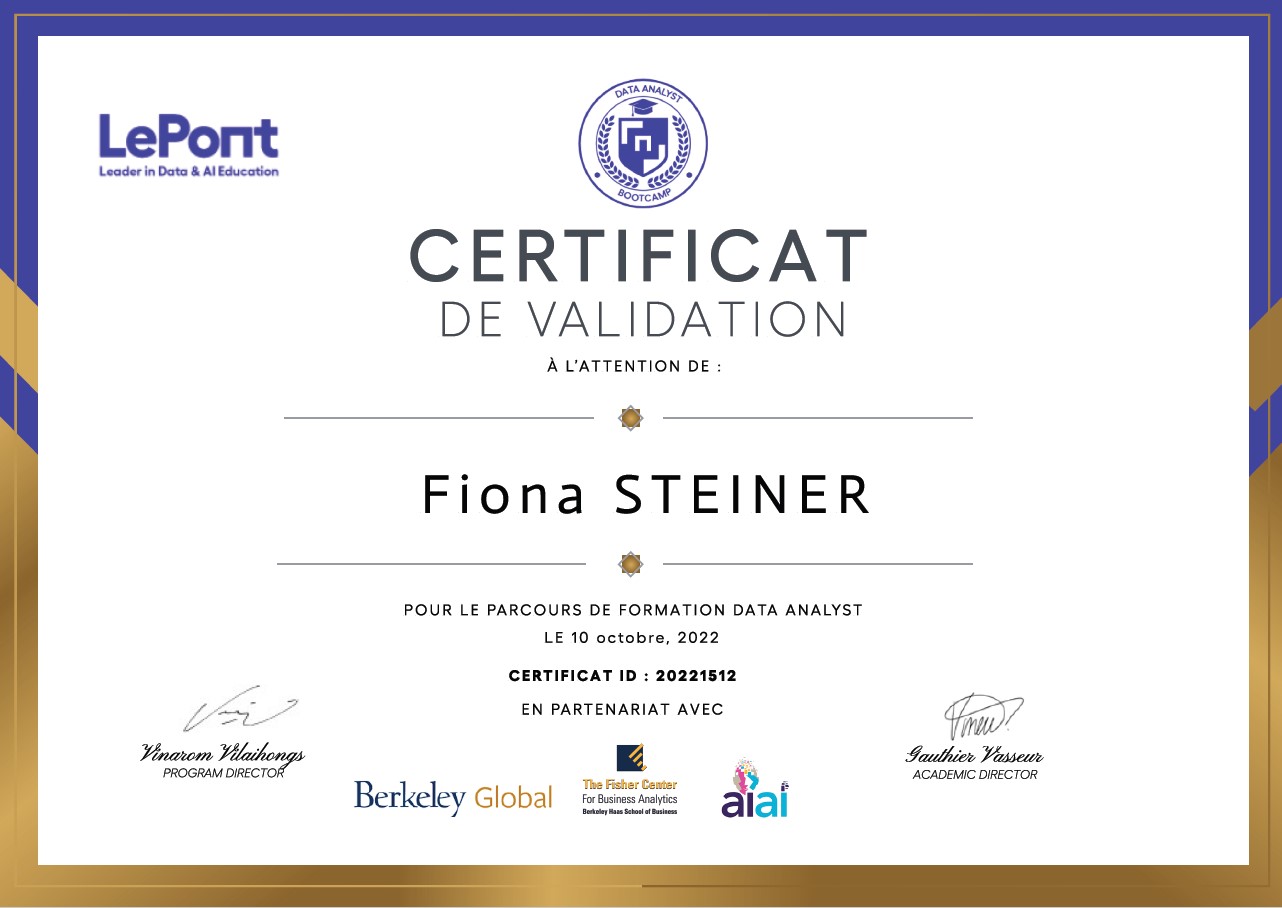 LePont
Leader in Data & AI Education
DATA ANALYST
BOOTCAMP
CERTIFICAT
DE VALIDATION
À L'ATTENTION DE :
Fiona STEINER
POUR LE PARCOURS DE FORMATION DATA ANALYST
LE 10 octobre, 2022
CERTIFICAT ID : 20221512
EN PARTENARIAT AVEC
Vinarom Vilaihongs
PROGRAM DIRECTOR
Berkeley Global
The Fisher Center
For Business Analytics
Berkeley Haas School of Business
aiai
Gauthier Vasseur
ACADEMIC DIRECTOR